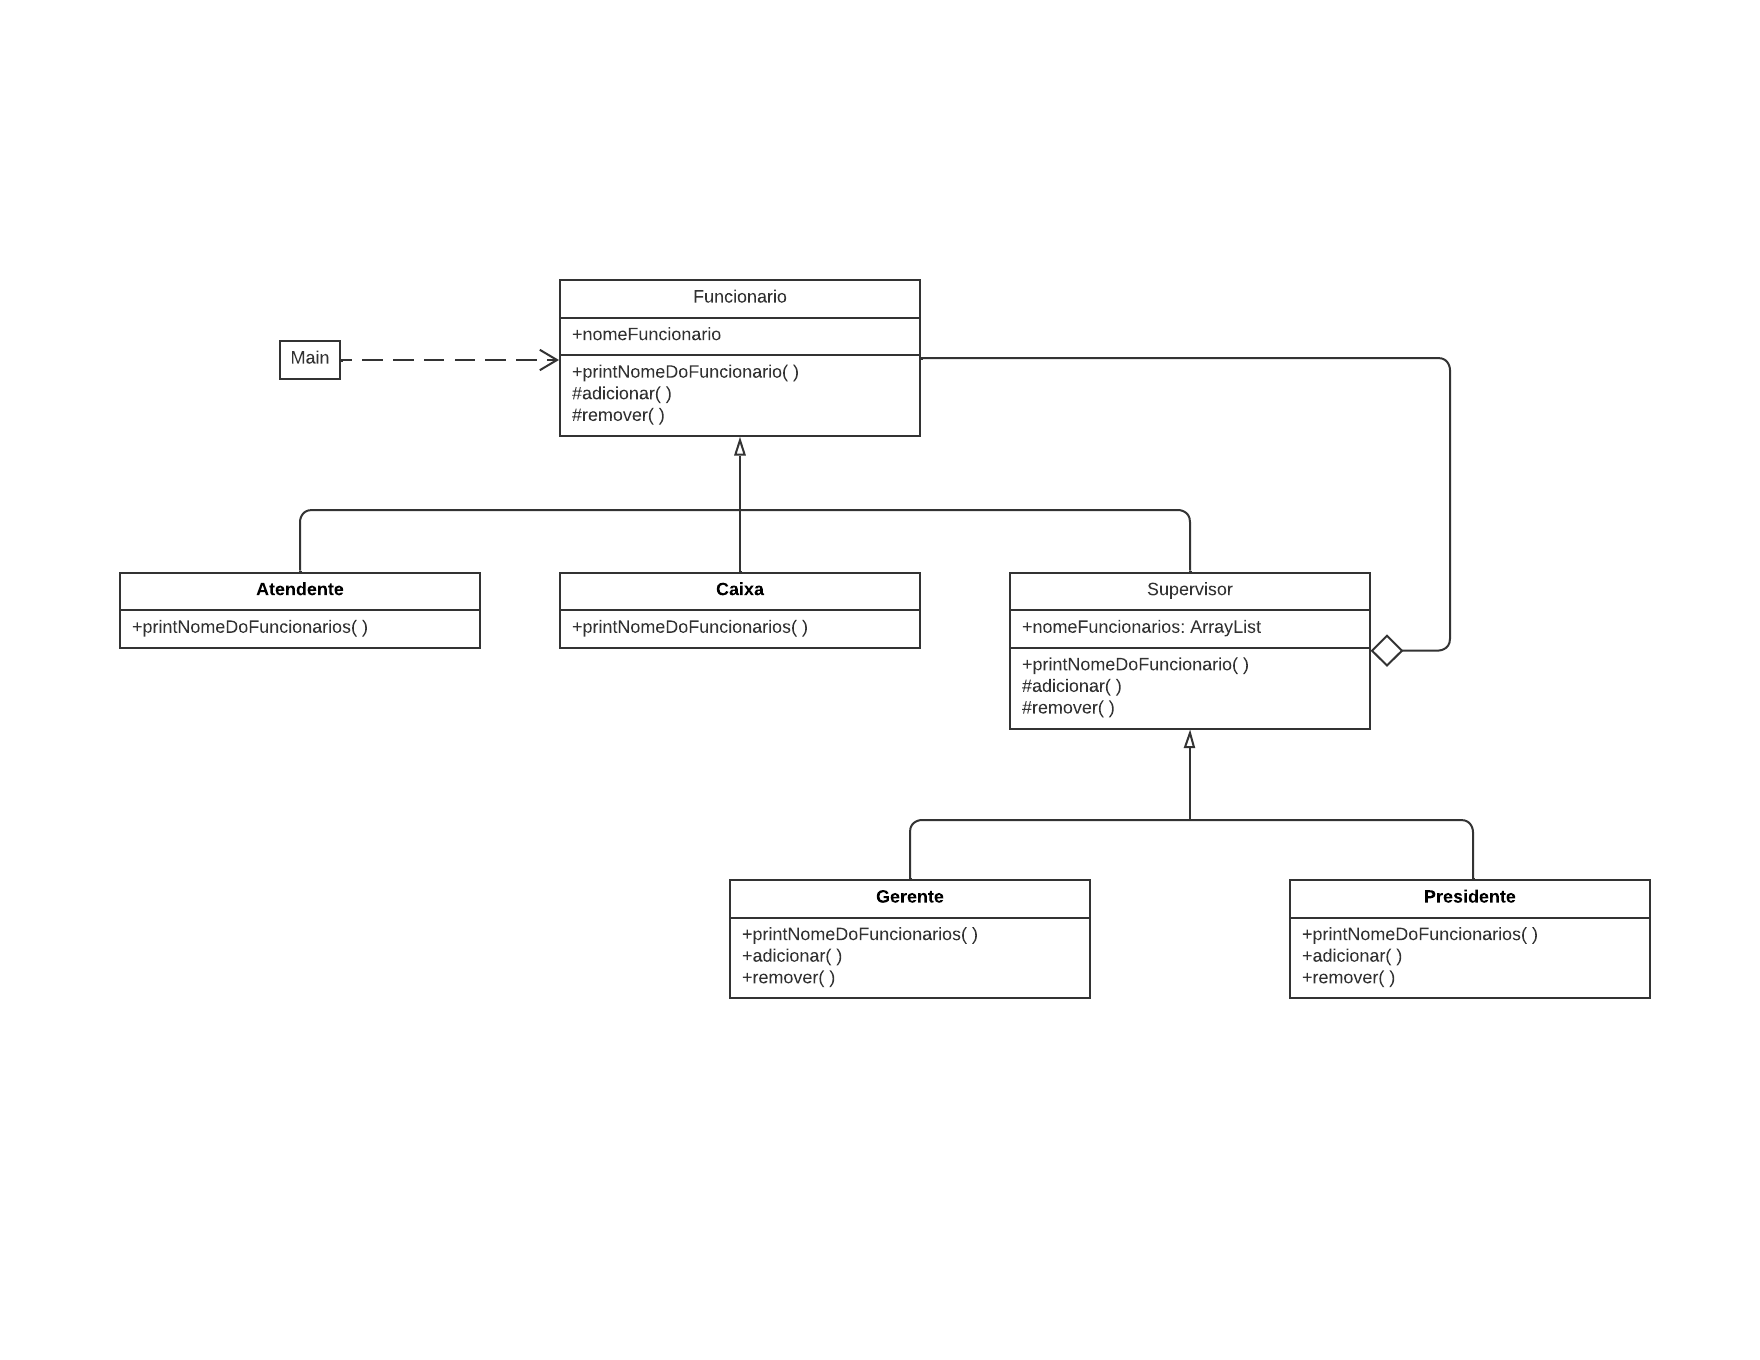 Funcionario
+nomeFuncionario
+printNomeDoFuncionario( )
#adicionar( )
#remover( )
Main
Atendente
+printNomeDoFuncionarios( )
Caixa
+printNomeDoFuncionarios( )
Supervisor
+nomeFuncionarios: ArrayList
+printNomeDoFuncionario( )
#adicionar( )
#remover( )
Gerente
+printNomeDoFuncionarios( )
+adicionar( )
+remover( )
Presidente
+printNomeDoFuncionarios( )
+adicionar( )
+remover( )